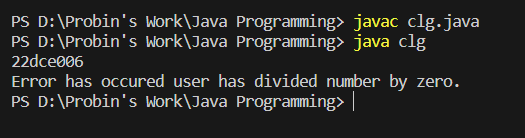 PS D:\Probin's Work\Java Programming> javac clg.java
PS D:\Probin's Work\Java Programming> java clg
22dce006
Error has occured user has divided number by zero.
PS D:\Probin's Work\Java Programming>